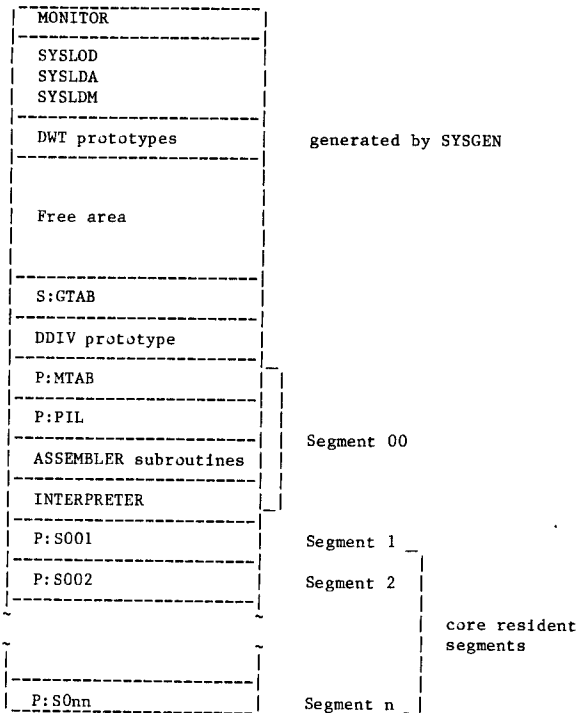 MONITOR
SYSLOD
SYSLDA
SYSLDM
DWT prototypes generated by SYSGEN
Free area
S:GTAB
DDIV prototype
P:MTAB
P:PIL
Segment 00
ASSEMBLER subroutines
INTERPRETER
P:S001 Segment 1
P:S002 Segment 2
core resident
segments
P:S0nn Segment n